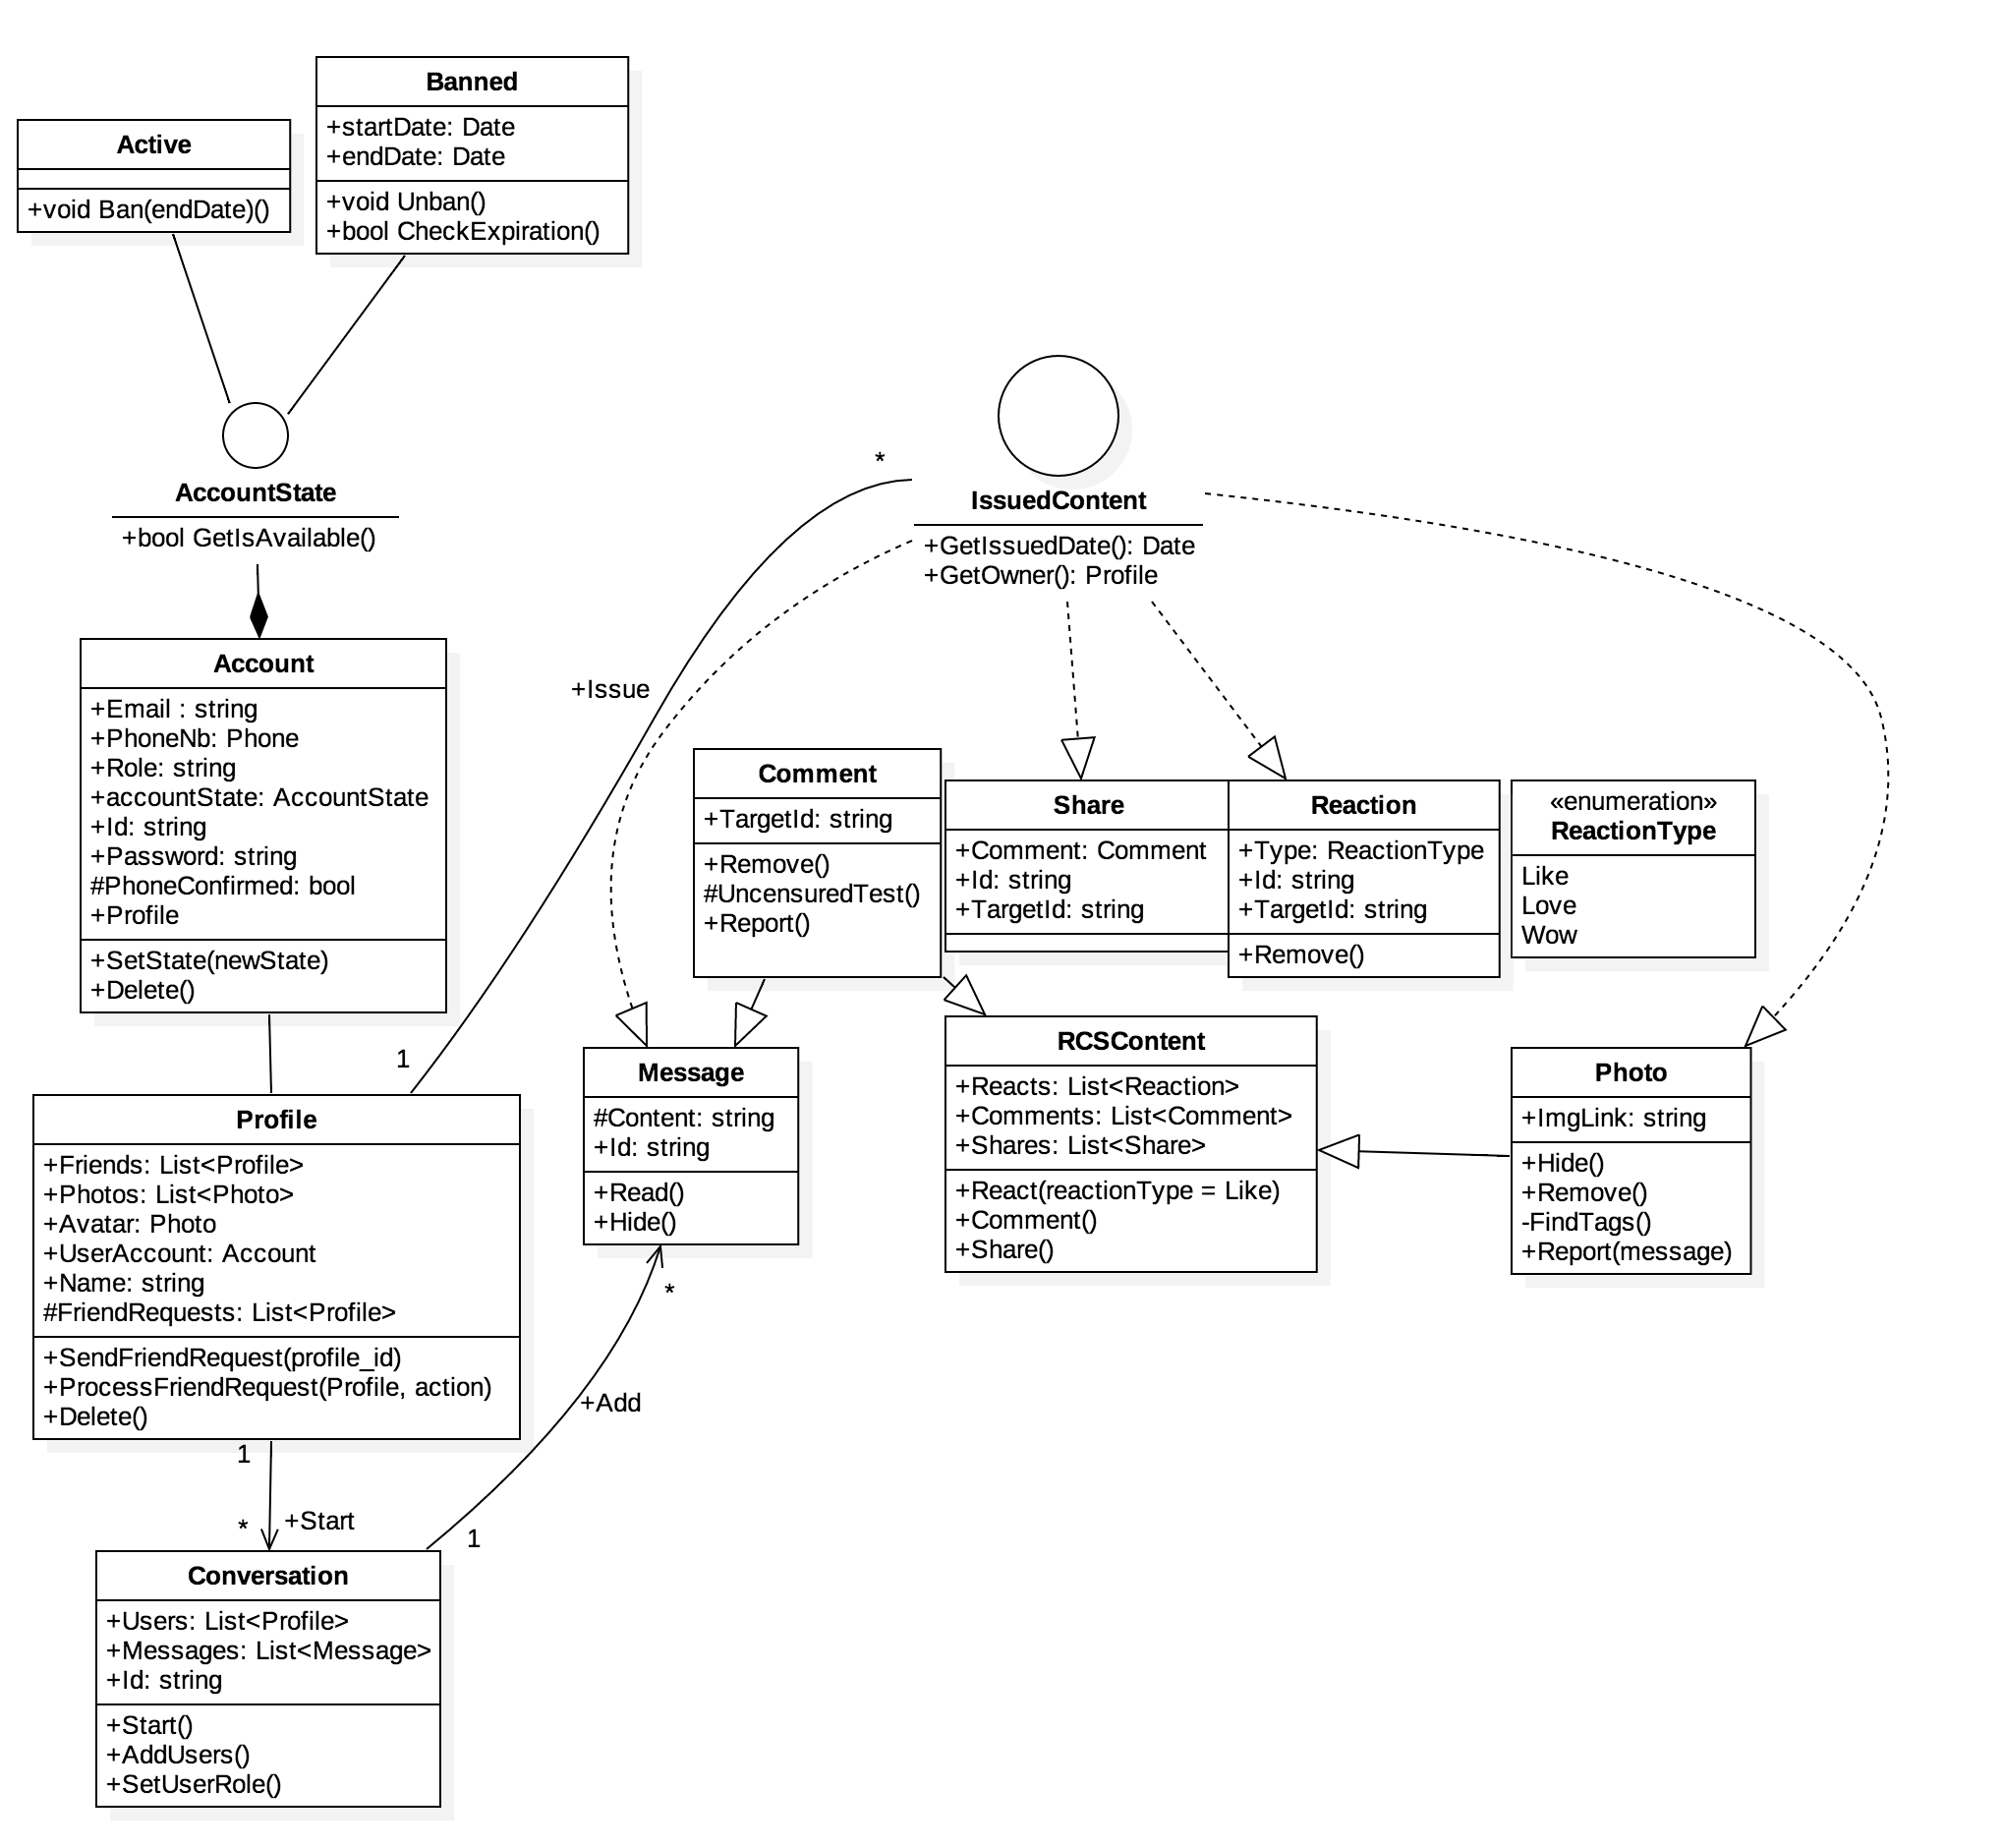 Banned
+startDate: Date
+endDate: Date
+void Unban()
+bool CheckExpiration()
Active
+void Ban(endDate)()
AccountState
+bool GetIsAvailable()
*
IssuedContent
+GetIssuedDate(): Date
+GetOwner(): Profile
+Issue
1
Account
+Email : string
+PhoneNb: Phone
+Role: string
+accountState: AccountState
+Id: string
+Password: string
#PhoneConfirmed: bool
+Profile
+SetState(newState)
+Delete()
Comment
+TargetId: string
+Remove()
#UncensuredTest()
+Report()
Share
+Comment: Comment
+Id: string
+TargetId: string
Reaction
+Type: ReactionType
+Id: string
+TargetId: string
+Remove()
«enumeration»
ReactionType
Like
Love
Wow
Profile
+Friends: List<Profile>
+Photos: List<Photo>
+Avatar: Photo
+UserAccount: Account
+Name: string
#FriendRequests: List<Profile>
+SendFriendRequest(profile_id)
+ProcessFriendRequest(Profile, action)
+Delete()
Message
#Content: string
+Id: string
+Read()
+Hide()
RCSContent
+Reacts: List<Reaction>
+Comments: List<Comment>
+Shares: List<Share>
+React(reactionType = Like)
+Comment()
+Share()
Photo
+ImgLink: string
+Hide()
+Remove()
-FindTags()
+Report(message)
*
+Add
1
1
* +Start
Conversation
+Users: List<Profile>
+Messages: List<Message>
+Id: string
+Start()
+AddUsers()
+SetUserRole()